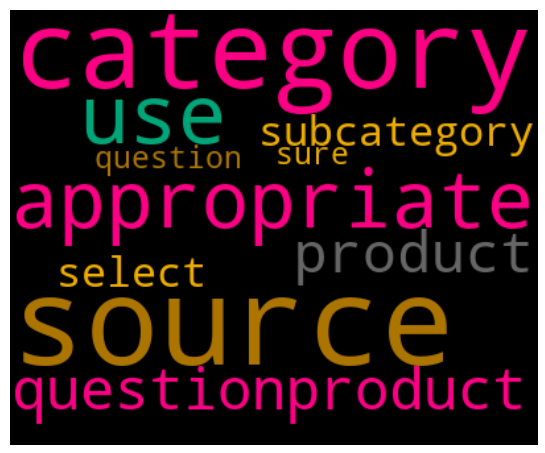 category
use
subcategory
question
sure
appropriate
product
select
source
questionproduct